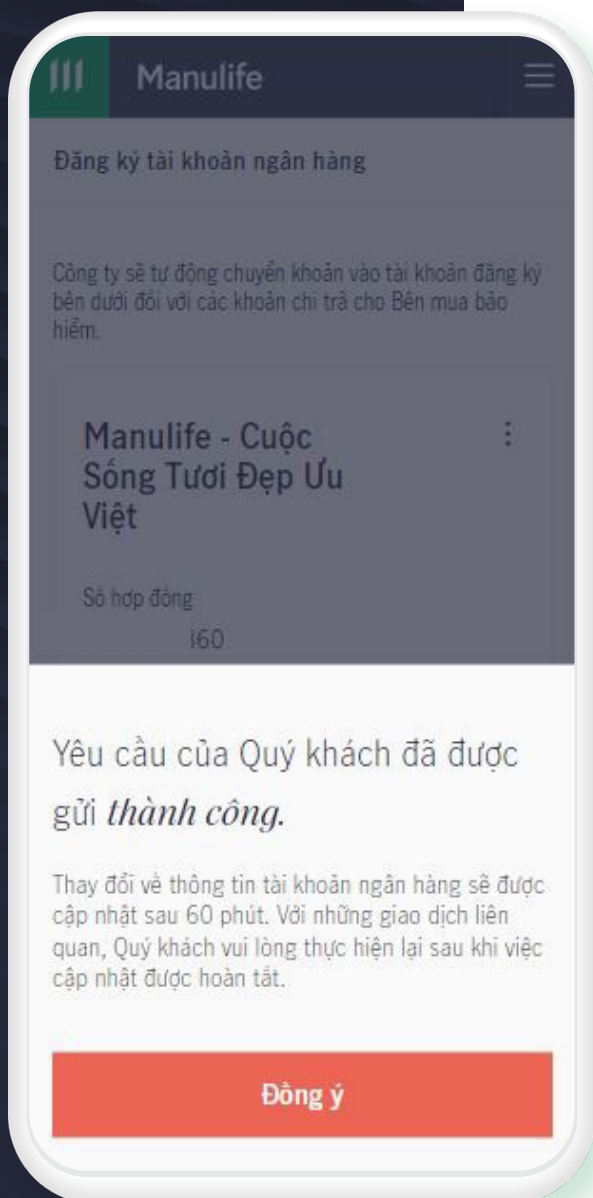 Manulife
Đăng ký tài khoản ngân hàng
Công ty sẽ tự động chuyển khoản vào tài khoản đăng ký
bên dưới đối với các khoản chi trả cho Bên mua bảo
hiểm.
Manulife - Cuộc
Sống Tươi Đẹp Ưu
Việt
Số hợp đồng
60
Yêu cầu của Quý khách đã được
gửi thành công.
Thay đổi về thông tin tài khoản ngân hàng sẽ được
cập nhật sau 60 phút. Với những giao dịch liên
quan, Quý khách vui lòng thực hiện lại sau khi việc
cập nhật được hoàn tất.
Đồng ý